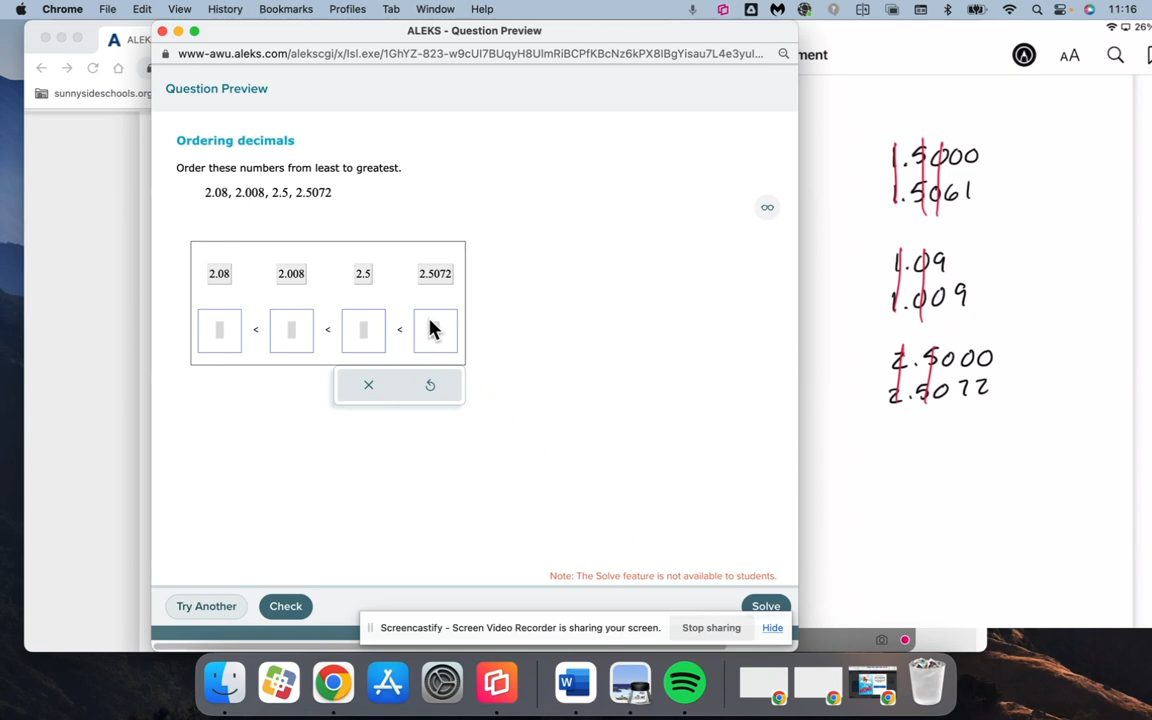 Chrome File Edit View History Bookmarks Profiles Tab Window Help 11:16
ALEKS - Question Preview
www-awu.aleks.com/alekscgi/x/Isl.exe/1GhYZ-823-w9cUl7BUqyH8UlmRiBCPfKBcNz6kPX8lBgYisau7L4e3yul...
26%
ment
AA
sunnysideschools.org
Question Preview
Ordering decimals
Order these numbers from least to greatest.
2.08, 2.008, 2.5, 2.5072
2.08 2.008 2.5 2.5072
< < <
Note: The Solve feature is not available to students.
Try Another Check Solve
Screencastify - Screen Video Recorder is sharing your screen. Stop sharing Hide
1.5000
1.5061
1.09
1.009
2.5000
2.5072